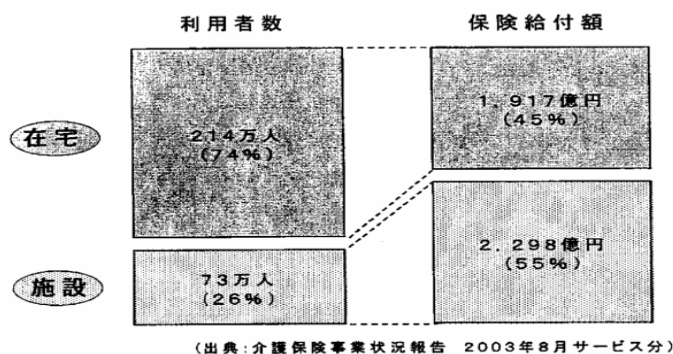 利用者数 保険給付額
在宅
214万人
(74%)
1,917億円
(45%)
施設
73万人
(26%)
2,298億円
(55%)
(出典:介護保険事業状況報告 2003年8月サービス分)